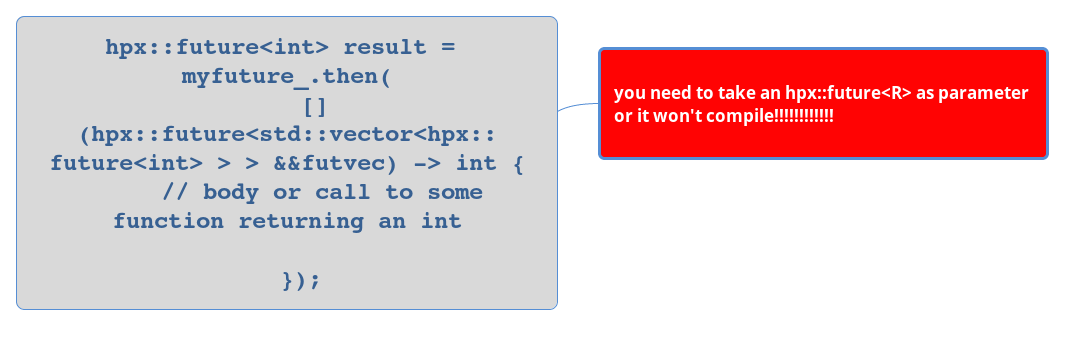 hpx::future<int> result =
myfuture_.then(
[]
(hpx::future<std::vector<hpx::
future<int> > > &&futvec) -> int {
// body or call to some
function returning an int
});
you need to take an hpx::future<R> as parameter
or it won't compile!!!!!!!!!!!!